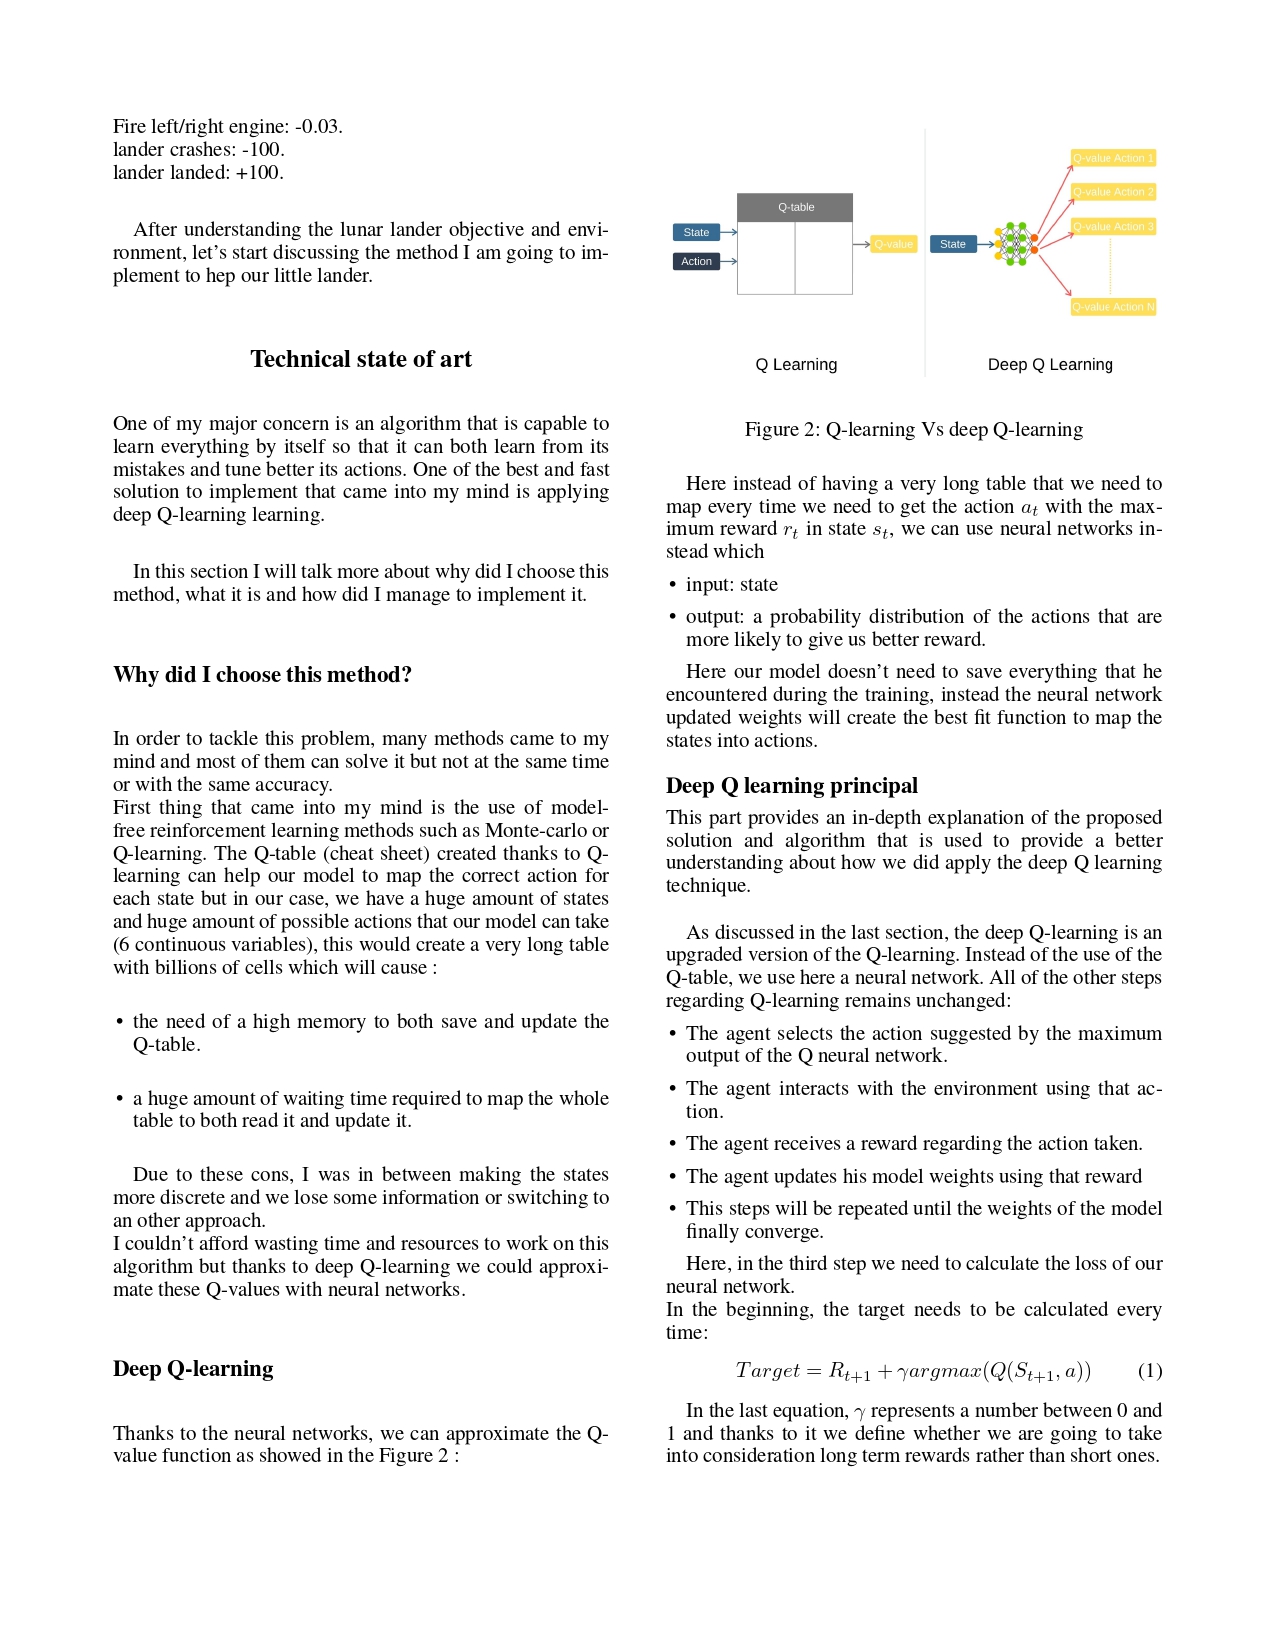 Fire left/right engine: -0.03.
lander crashes: -100.
lander landed: +100.
After understanding the lunar lander objective and envi-
ronment, let's start discussing the method I am going to im-
plement to hep our little lander.
Technical state of art
One of my major concern is an algorithm that is capable to
learn everything by itself so that it can both learn from its
mistakes and tune better its actions. One of the best and fast
solution to implement that came into my mind is applying
deep Q-learning learning.
In this section I will talk more about why did I choose this
method, what it is and how did I manage to implement it.
Why did I choose this method?
In order to tackle this problem, many methods came to my
mind and most of them can solve it but not at the same time
or with the same accuracy.
First thing that came into my mind is the use of model-
free reinforcement learning methods such as Monte-carlo or
Q-learning. The Q-table (cheat sheet) created thanks to Q-
learning can help our model to map the correct action for
each state but in our case, we have a huge amount of states
and huge amount of possible actions that our model can take
(6 continuous variables), this would create a very long table
with billions of cells which will cause :
• the need of a high memory to both save and update the
Q-table.
• a huge amount of waiting time required to map the whole
table to both read it and update it.
Due to these cons, I was in between making the states
more discrete and we lose some information or switching to
an other approach.
I couldn't afford wasting time and resources to work on this
algorithm but thanks to deep Q-learning we could approxi-
mate these Q-values with neural networks.
Deep Q-learning
Thanks to the neural networks, we can approximate the Q-
value function as showed in the Figure 2 :
Q-table
State
Action
Q-value
Q Learning
State
Q-value Action 1
Q-value Action 2
Q-value Action 3
Q-value Action N
Deep Q Learning
Figure 2: Q-learning Vs deep Q-learning
Here instead of having a very long table that we need to
map every time we need to get the action a_t with the max-
imum reward r_t in state s_t, we can use neural networks in-
stead which
• input: state
• output: a probability distribution of the actions that are
more likely to give us better reward.
Here our model doesn't need to save everything that he
encountered during the training, instead the neural network
updated weights will create the best fit function to map the
states into actions.
Deep Q learning principal
This part provides an in-depth explanation of the proposed
solution and algorithm that is used to provide a better
understanding about how we did apply the deep Q learning
technique.
As discussed in the last section, the deep Q-learning is an
upgraded version of the Q-learning. Instead of the use of the
Q-table, we use here a neural network. All of the other steps
regarding Q-learning remains unchanged:
• The agent selects the action suggested by the maximum
output of the Q neural network.
• The agent interacts with the environment using that ac-
tion.
• The agent receives a reward regarding the action taken.
• The agent updates his model weights using that reward
• This steps will be repeated until the weights of the model
finally converge.
Here, in the third step we need to calculate the loss of our
neural network.
In the beginning, the target needs to be calculated every
time:
Target = R_{t+1} + γargmax(Q(S_{t+1}, a)) (1)
In the last equation, γ represents a number between 0 and
1 and thanks to it we define whether we are going to take
into consideration long term rewards rather than short ones.